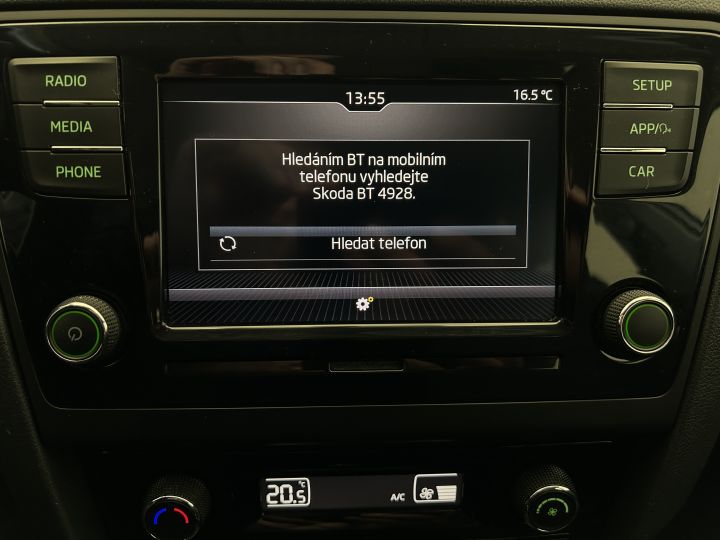 RADIO
MEDIA
PHONE
13:55
16.5°C
Hledáním BT na mobilním
telefonu vyhledejte
Skoda BT 4928.
Hledat telefon
SETUP
APP/
CAR
20.5°C
A/C